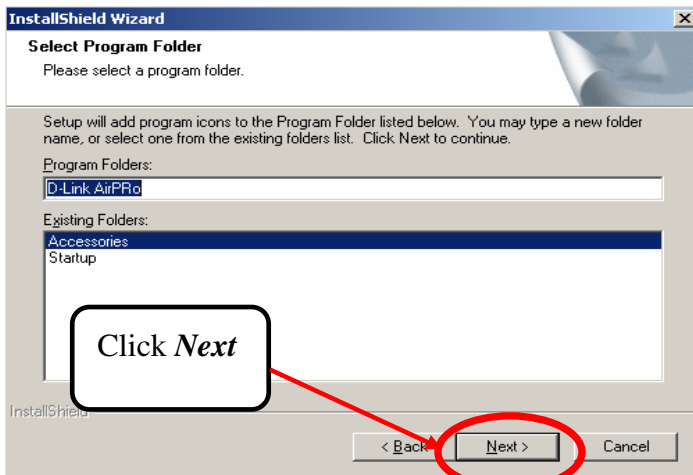 InstallShield Wizard
Select Program Folder
Please select a program folder.
Setup will add program icons to the Program Folder listed below. You may type a new folder
name, or select one from the existing folders list. Click Next to continue.
Program Folders:
D-Link AirPRo
Existing Folders:
Accessories
Startup
Click Next
InstallShield
< Back
Next >
Cancel